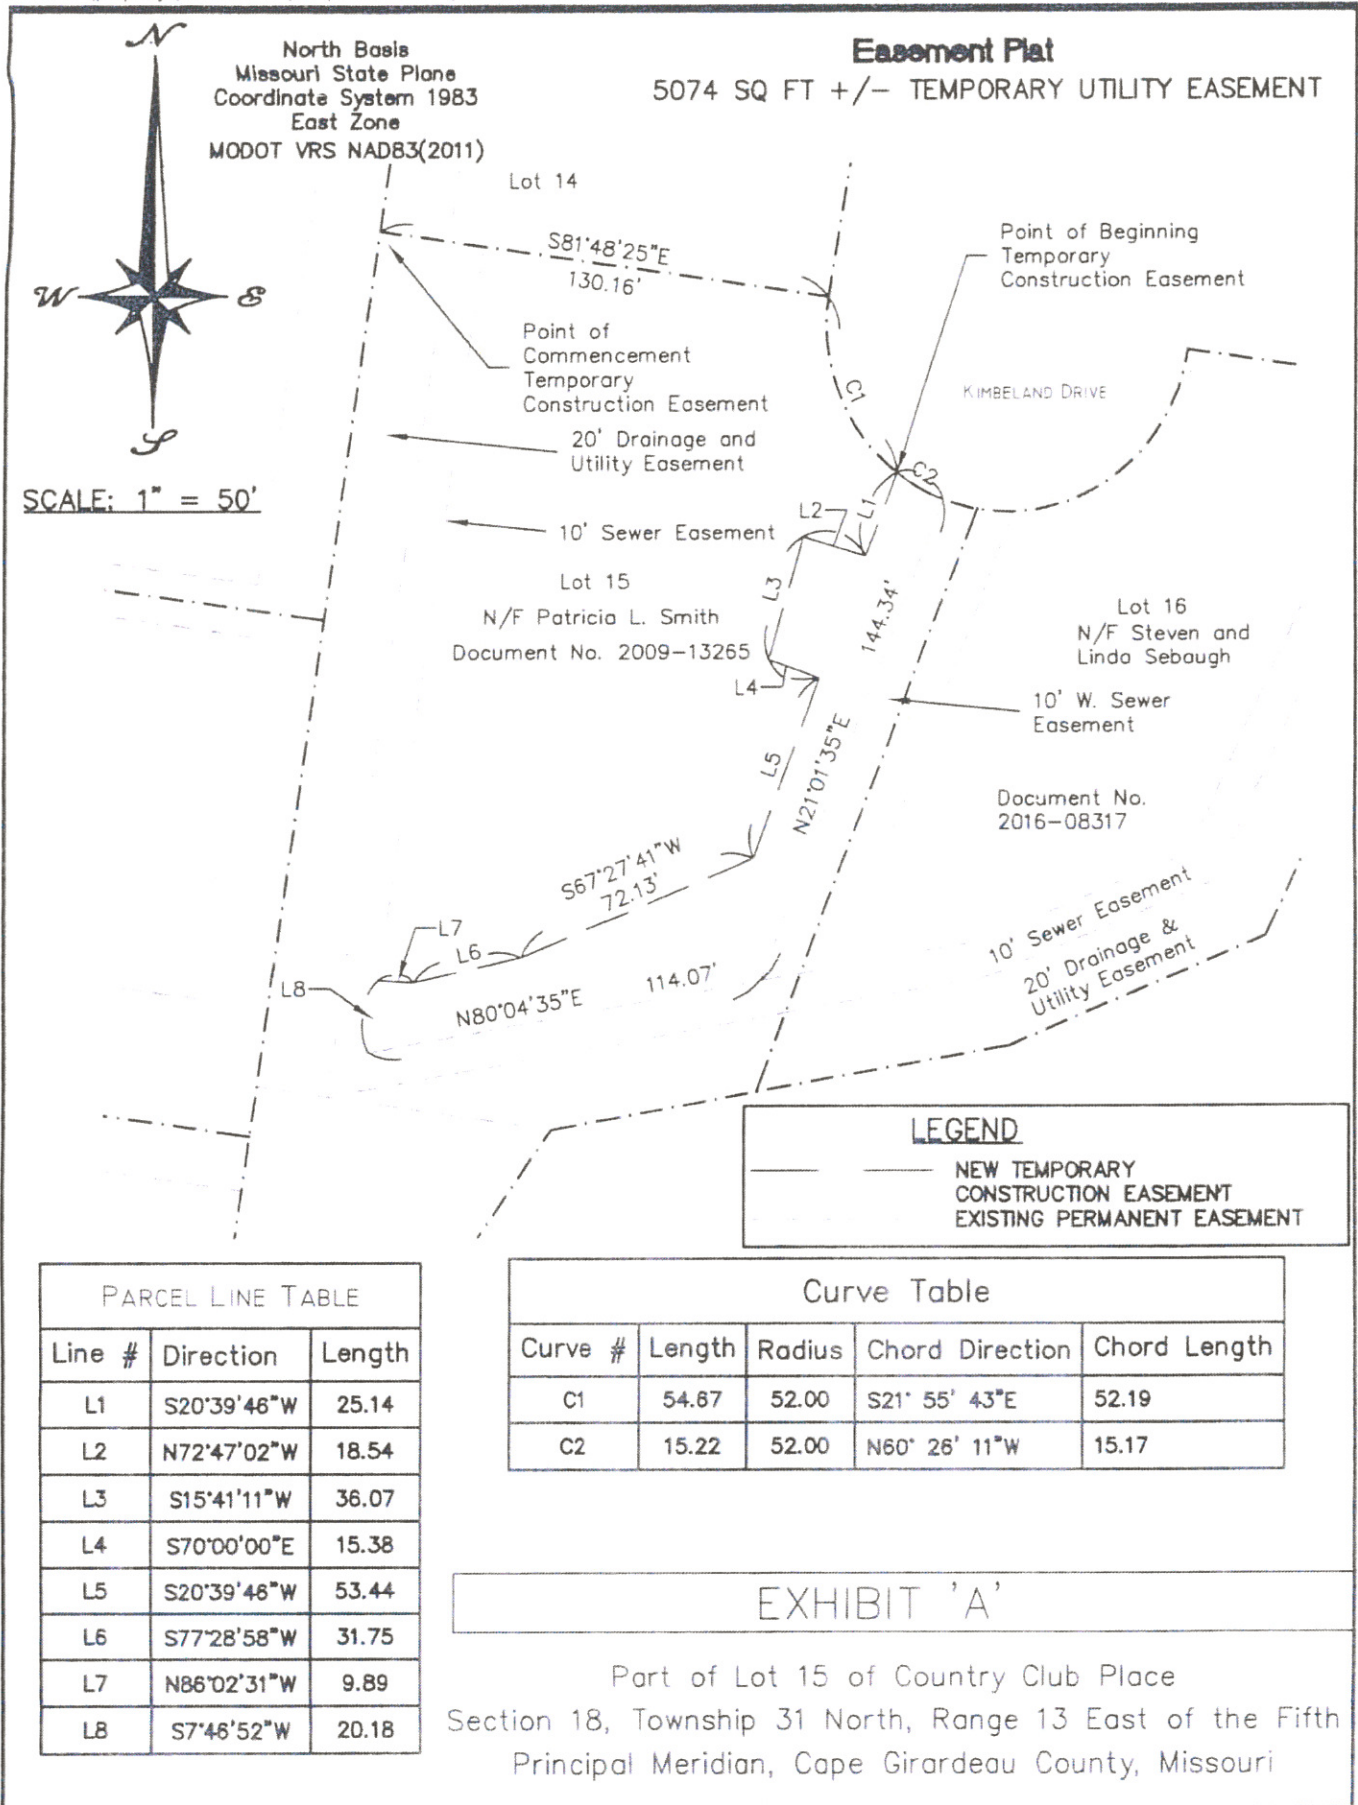 N
W
E
S
North Basis
Missouri State Plane
Coordinate System 1983
East Zone
MODOT VRS NAD83(2011)
SCALE: 1" = 50'
Easement Plat
5074 SQ FT +/- TEMPORARY UTILITY EASEMENT
Lot 14
S81°48'25"E
130.16'
Point of
Commencement
Temporary
Construction Easement
Point of Beginning
Temporary
Construction Easement
KIMBELAND DRIVE
C1
C2
20' Drainage and
Utility Easement
10' Sewer Easement
L1
L2
L3
L4
L5
Lot 15
N/F Patricia L. Smith
Document No. 2009-13265
144.34'
N21°01'35"E
Lot 16
N/F Steven and
Linda Sebaugh
10' W. Sewer
Easement
Document No.
2016-08317
S67°27'41"W
72.13'
L7
L6
L8
N80°04'35"E
114.07'
10' Sewer Easement
20' Drainage &
Utility Easement
LEGEND
NEW TEMPORARY
CONSTRUCTION EASEMENT
EXISTING PERMANENT EASEMENT
PARCEL LINE TABLE
Line # Direction Length
L1 S20°39'46"W 25.14
L2 N72°47'02"W 18.54
L3 S15°41'11"W 36.07
L4 S70°00'00"E 15.38
L5 S20°39'46"W 53.44
L6 S77°28'58"W 31.75
L7 N86°02'31"W 9.89
L8 S7°46'52"W 20.18
Curve Table
Curve # Length Radius Chord Direction Chord Length
C1 54.67 52.00 S21° 55' 43"E 52.19
C2 15.22 52.00 N60° 26' 11"W 15.17
EXHIBIT 'A'
Part of Lot 15 of Country Club Place
Section 18, Township 31 North, Range 13 East of the Fifth
Principal Meridian, Cape Girardeau County, Missouri